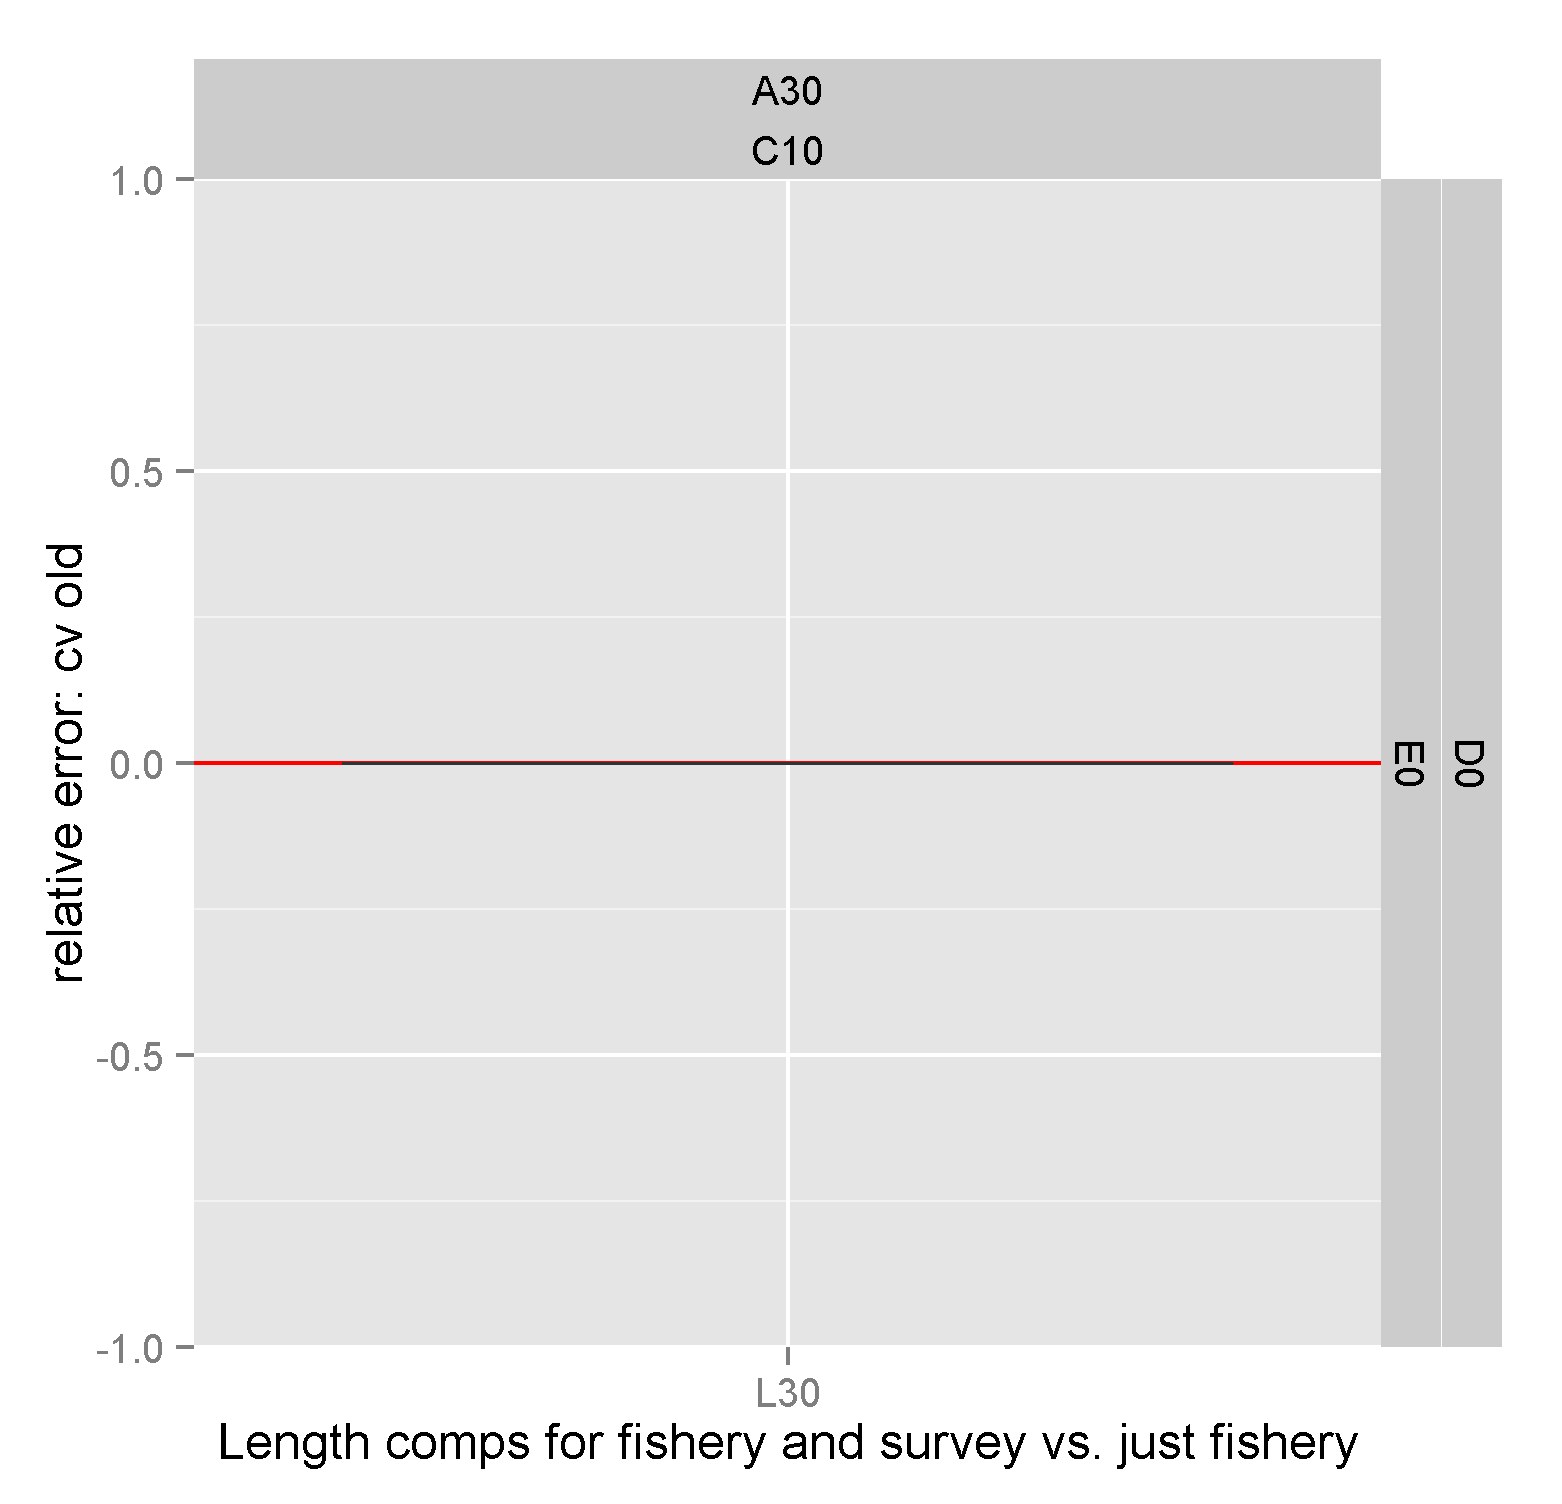 A30
C10
1.0
0.5
0.0
-0.5
-1.0
relative error: cv old
E0
D0
L30
Length comps for fishery and survey vs. just fishery